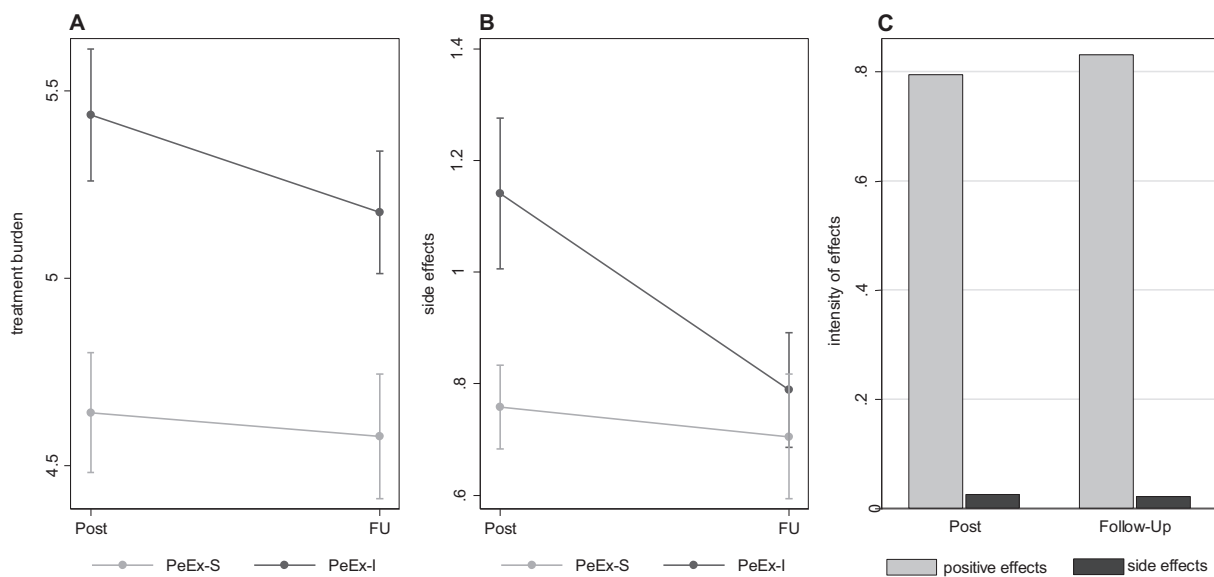 A
treatment burden
5.5
5
4.5
Post
FU
PeEx-S
PeEx-I
B
side effects
1.4
1.2
1
.8
.6
Post
FU
PeEx-S
PeEx-I
C
intensity of effects
.8
.6
.4
.2
0
Post
Follow-Up
positive effects
side effects